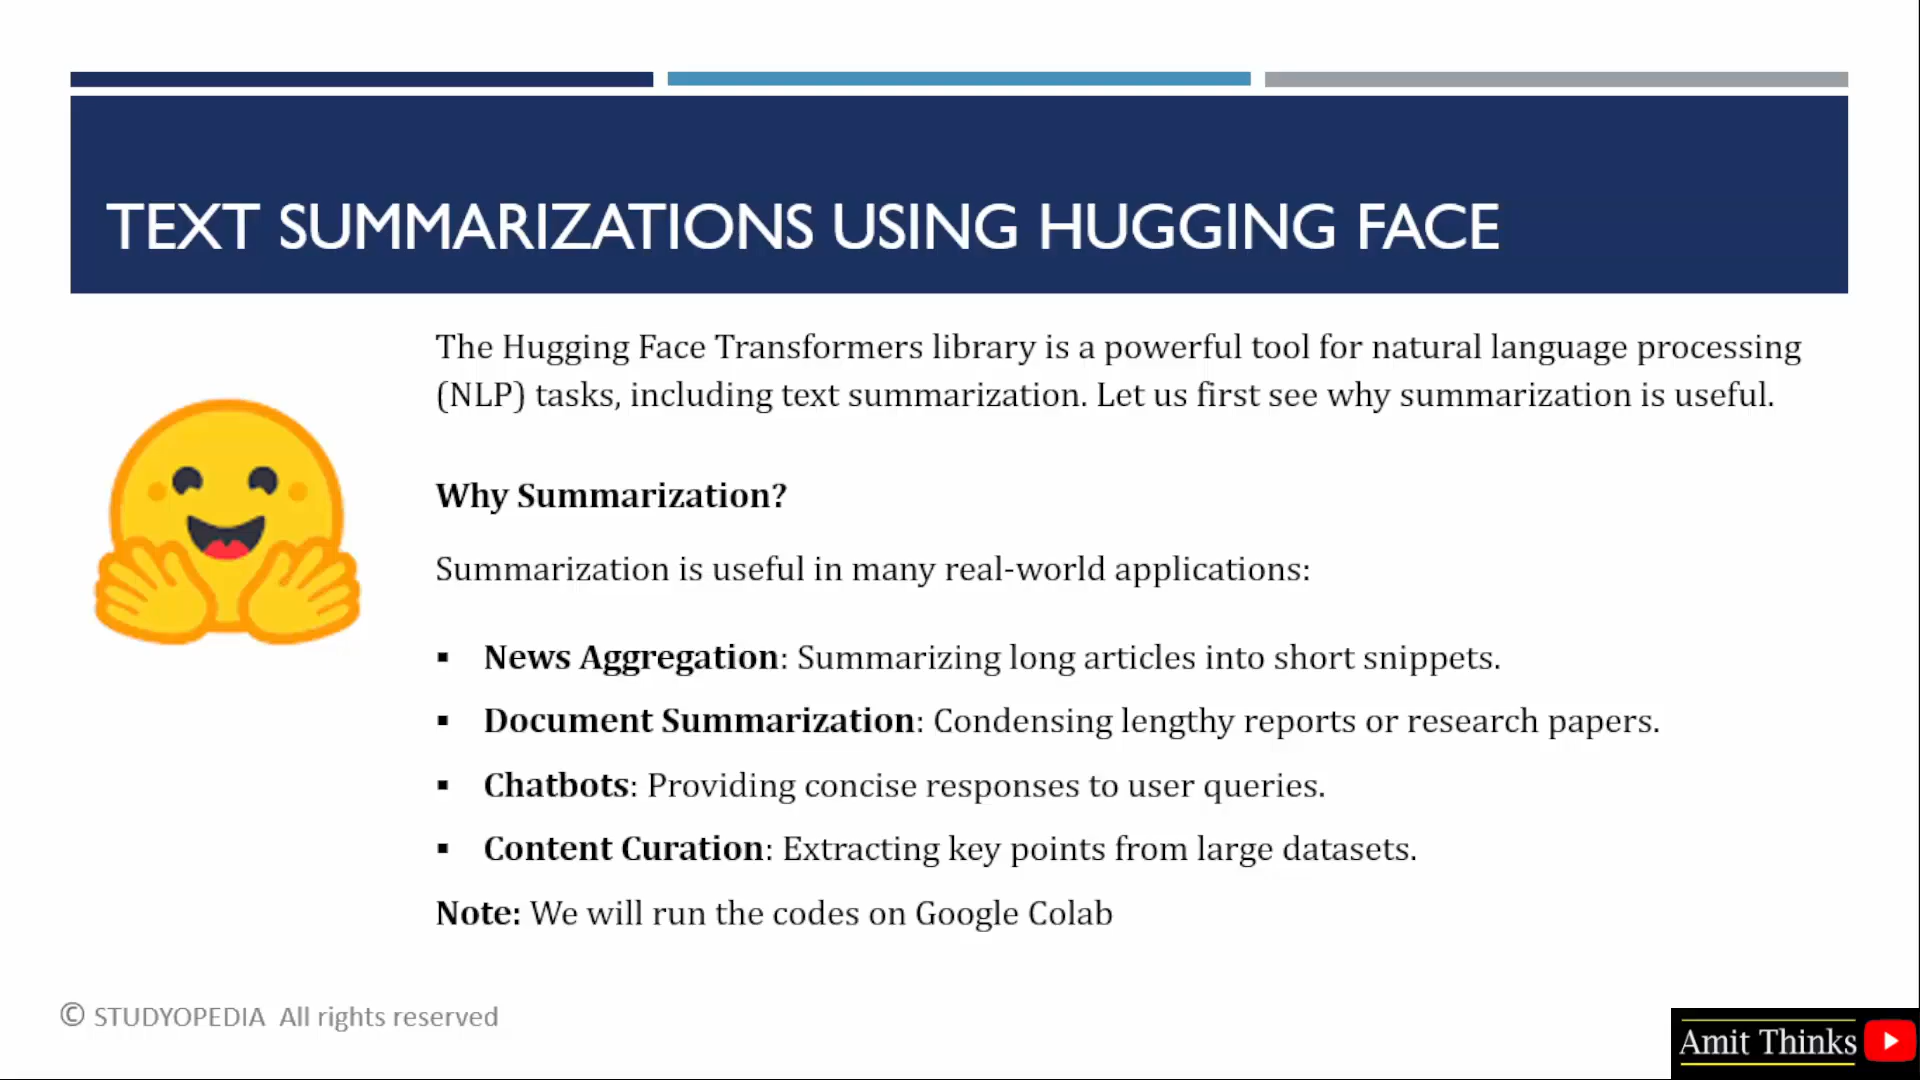 TEXT SUMMARIZATIONS USING HUGGING FACE
The Hugging Face Transformers library is a powerful tool for natural language processing
(NLP) tasks, including text summarization. Let us first see why summarization is useful.
Why Summarization?
Summarization is useful in many real-world applications:
▪ News Aggregation: Summarizing long articles into short snippets.
▪ Document Summarization: Condensing lengthy reports or research papers.
▪ Chatbots: Providing concise responses to user queries.
▪ Content Curation: Extracting key points from large datasets.
Note: We will run the codes on Google Colab
© STUDYOPEDIA All rights reserved
Amit Thinks